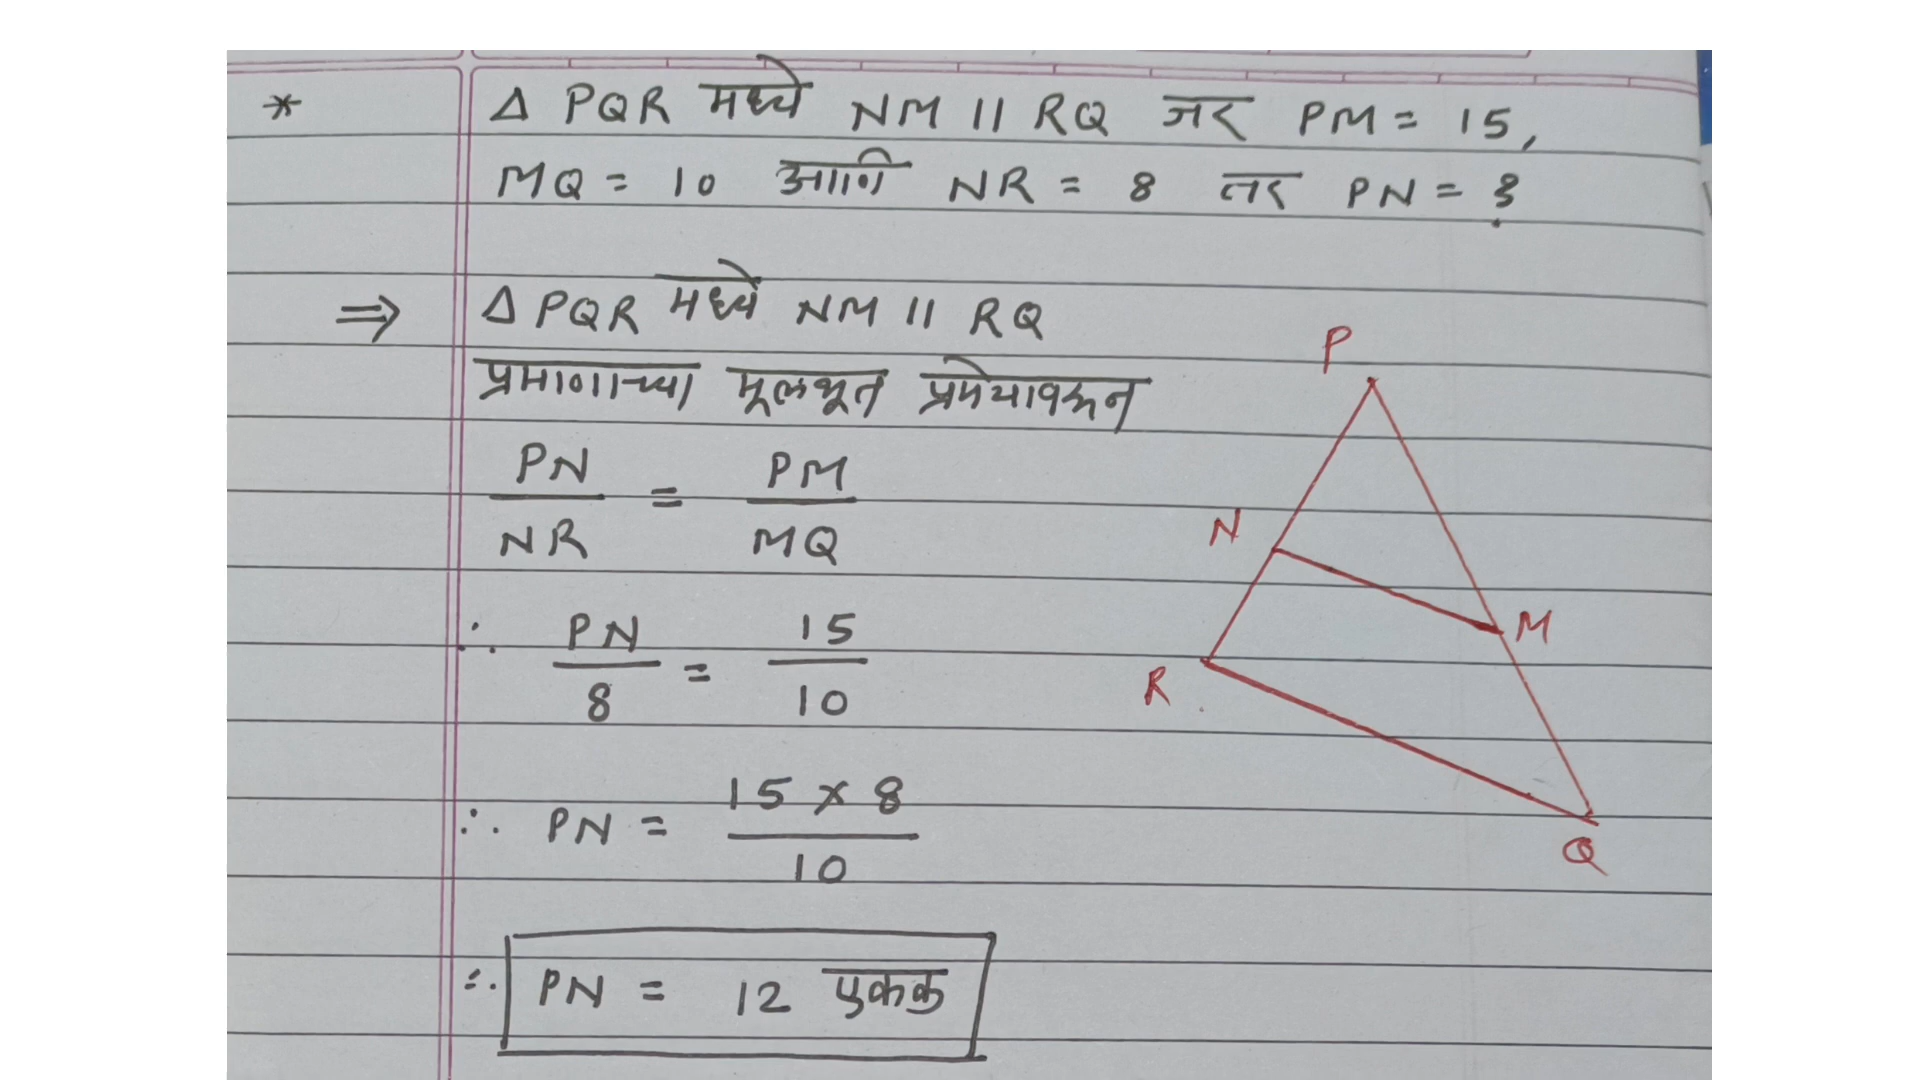 * Δ PQR मध्ये NM || RQ जर PM = 15,
MQ = 10 आणि NR = 8 तर PN = ?
⇒ Δ PQR मध्ये NM || RQ
प्रमाणाच्या मूलभूत प्रमेयावरून
PN / NR = PM / MQ
∴ PN / 8 = 15 / 10
∴ PN = 15 × 8 / 10
∴ PN = 12 एकक
P
N
M
R
Q